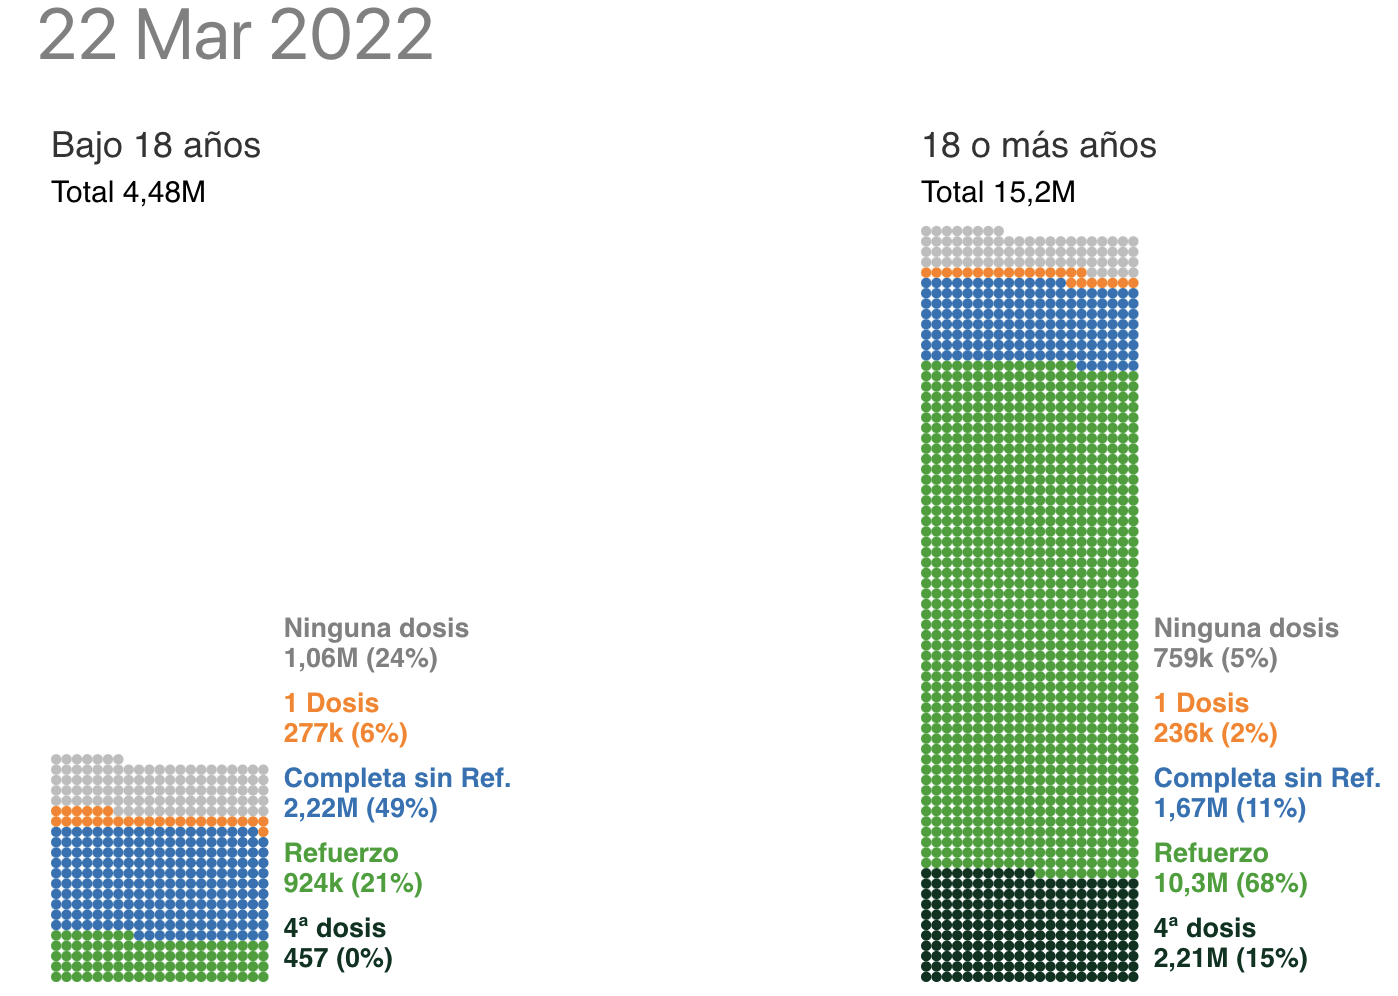 22 Mar 2022
Bajo 18 años
Total 4,48M
Ninguna dosis
1,06M (24%)
1 Dosis
277k (6%)
Completa sin Ref.
2,22M (49%)
Refuerzo
924k (21%)
4ª dosis
457 (0%)
18 o más años
Total 15,2M
Ninguna dosis
759k (5%)
1 Dosis
236k (2%)
Completa sin Ref.
1,67M (11%)
Refuerzo
10,3M (68%)
4ª dosis
2,21M (15%)